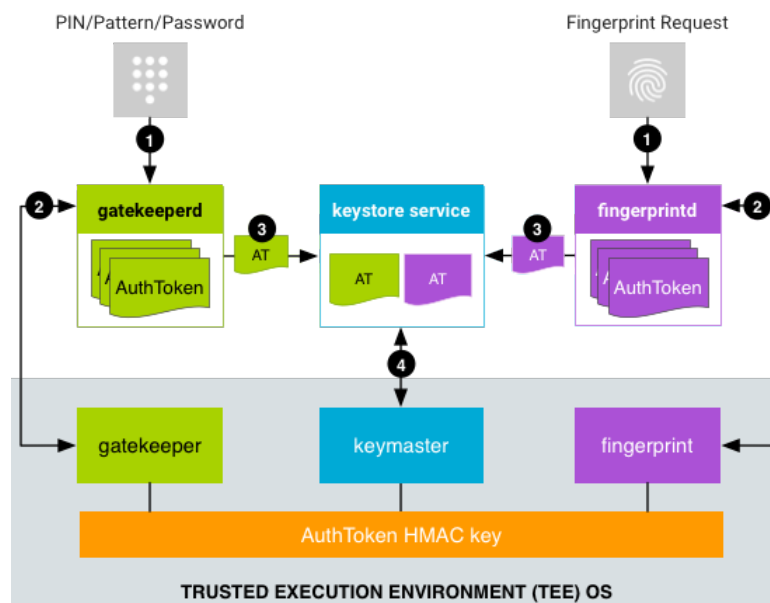 PIN/Pattern/Password
Fingerprint Request
1
1
2
gatekeeperd
3
keystore service
3
fingerprintd
2
A
A
AuthToken
AT
AT
AT
AT
A
A
AuthToken
4
gatekeeper
keymaster
fingerprint
AuthToken HMAC key
TRUSTED EXECUTION ENVIRONMENT (TEE) OS